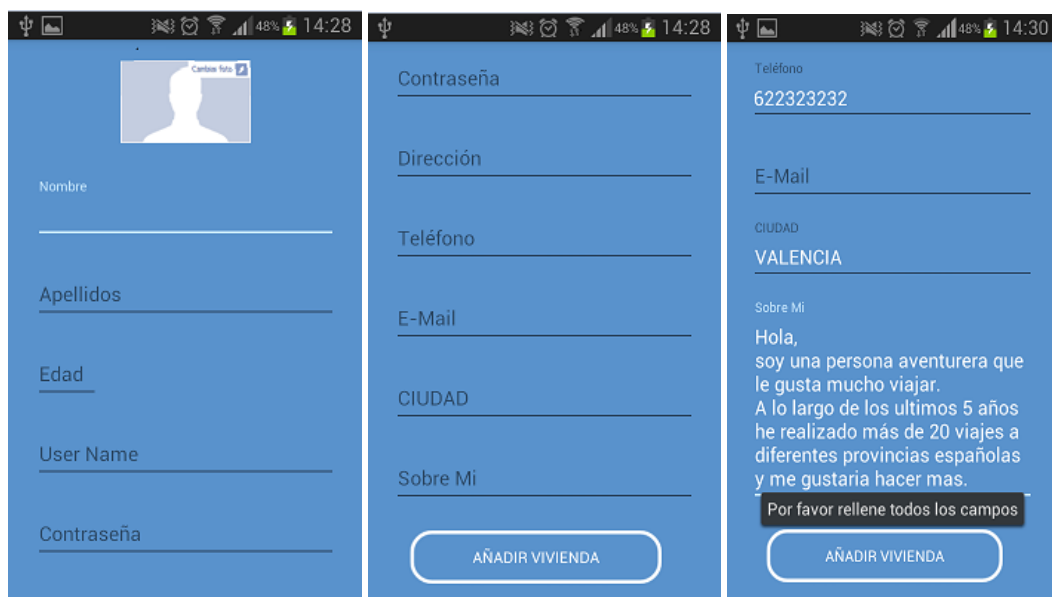 48% 14:28
Cambiar foto
Nombre
Apellidos
Edad
User Name
Contraseña
48% 14:28
Contraseña
Dirección
Teléfono
E-Mail
CIUDAD
Sobre Mi
AÑADIR VIVIENDA
48% 14:30
Teléfono
622323232
E-Mail
CIUDAD
VALENCIA
Sobre Mi
Hola,
soy una persona aventurera que
le gusta mucho viajar.
A lo largo de los ultimos 5 años
he realizado más de 20 viajes a
diferentes provincias españolas
y me gustaria hacer mas.
Por favor rellene todos los campos
AÑADIR VIVIENDA